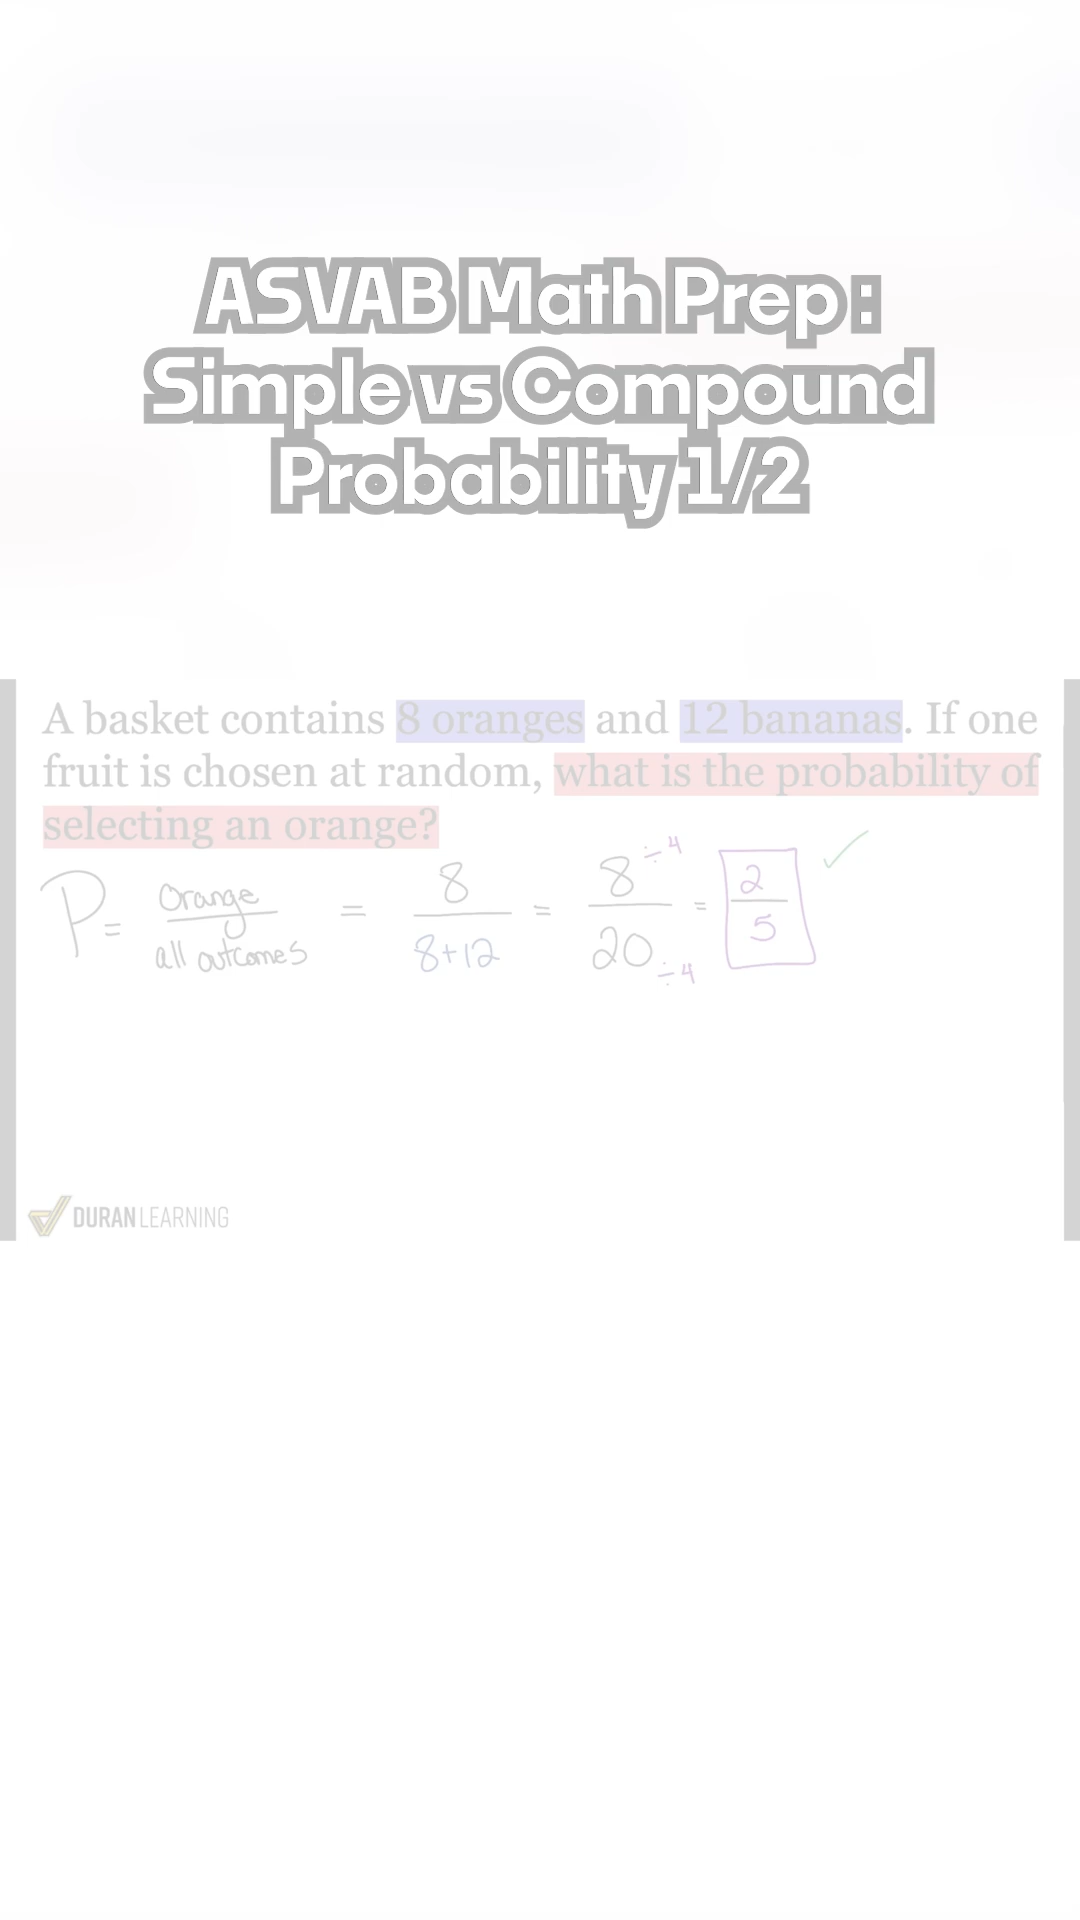 ASVAB Math Prep :
Simple vs Compound
Probability 1/2
A basket contains 8 oranges and 12 bananas. If one
fruit is chosen at random, what is the probability of
selecting an orange?
P = Orange / all outcomes = 8 / 8+12 = 8 ÷4 / 20 ÷4 = 2 / 5 ✓
DURAN LEARNING